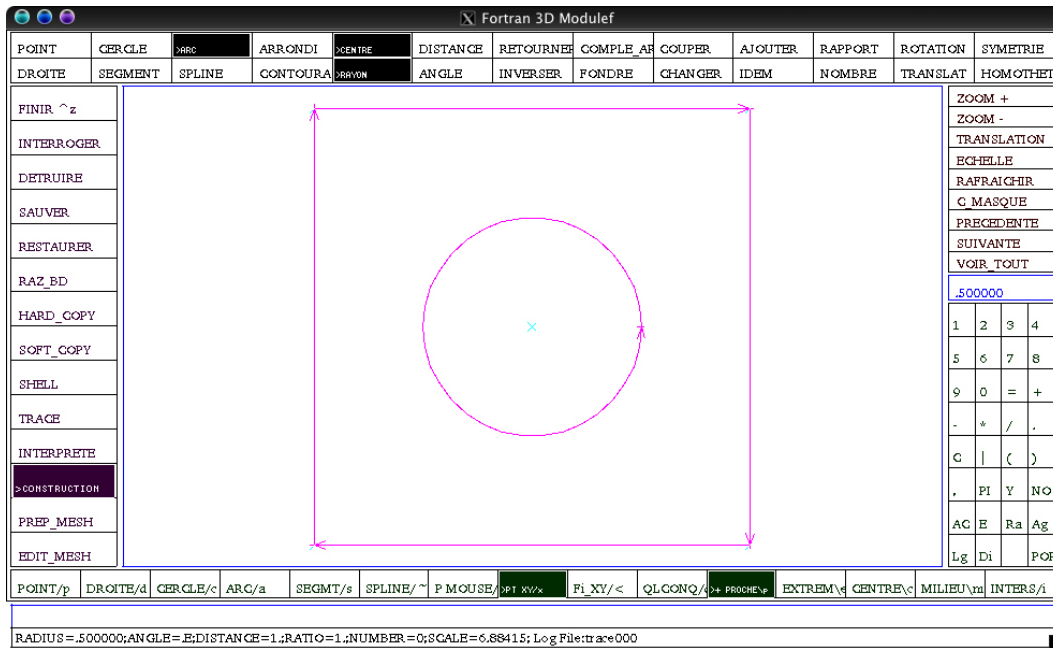 Fortran 3D Modulef
POINT CERCLE >ARC ARRONDI >CENTRE DISTANCE RETOURNER COMPLE_AR COUPER AJOUTER RAPPORT ROTATION SYMETRIE
DROITE SEGMENT SPLINE CONTOURA >RAYON ANGLE INVERSER FONDRE CHANGER IDEM NOMBRE TRANSLAT HOMOTHET
FINIR ^z
INTERROGER
DETRUIRE
SAUVER
RESTAURER
RAZ_BD
HARD_COPY
SOFT_COPY
SHELL
TRACE
INTERPRETE
>CONSTRUCTION
PREP_MESH
EDIT_MESH
ZOOM +
ZOOM -
TRANSLATION
ECHELLE
RAFRAICHIR
C_MASQUE
PRECEDENTE
SUIVANTE
VOIR_TOUT
.500000
1 2 3 4
5 6 7 8
9 0 = +
- * / .
C | ( )
, PI Y NO
AC E Ra Ag
Lg Di POP
POINT/p DROITE/d CERCLE/c ARC/a SEGMT/s SPLINE/~ P MOUSE/ >PT XY/x Fi_XY/< QLCONQ/ >+ PROCHE\p EXTREM\e CENTRE\c MILIEU\m INTERS/i
RADIUS=.500000;ANGLE=.E;DISTANCE=1.;RATIO=1.;NUMBER=0;SCALE=6.88415; Log File:trace000